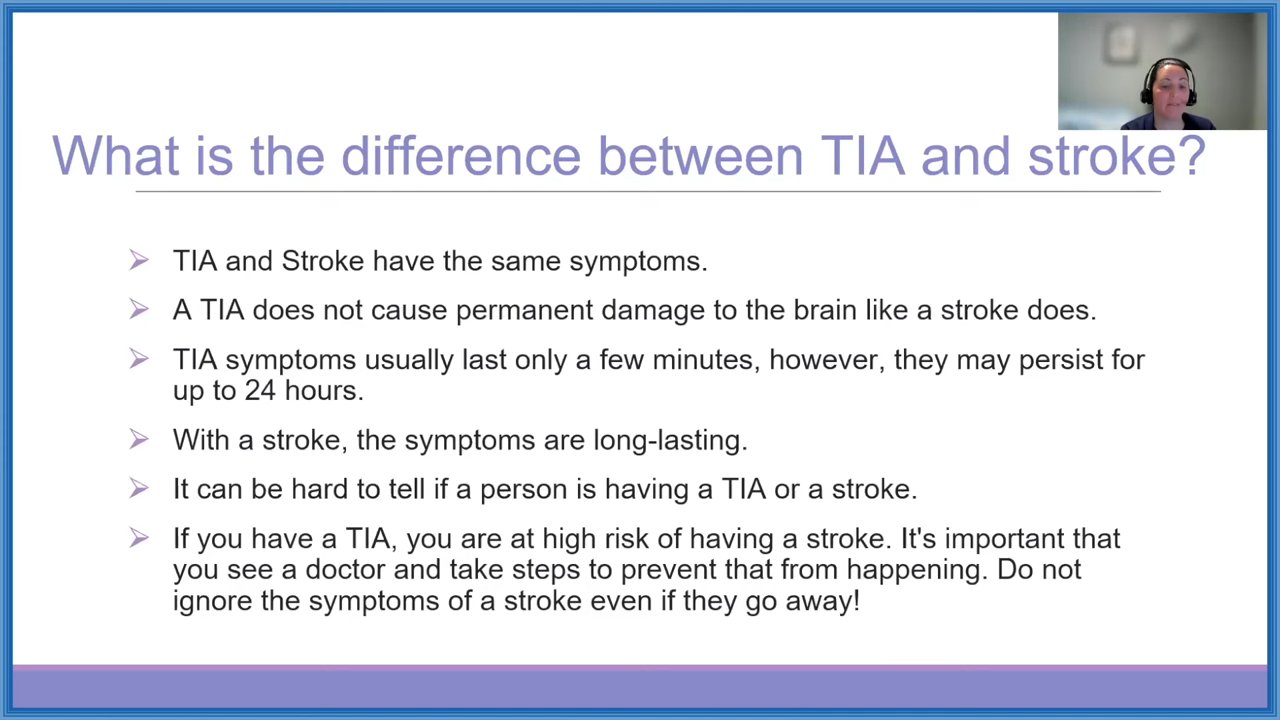 What is the difference between TIA and stroke?
TIA and Stroke have the same symptoms.
A TIA does not cause permanent damage to the brain like a stroke does.
TIA symptoms usually last only a few minutes, however, they may persist for
up to 24 hours.
With a stroke, the symptoms are long-lasting.
It can be hard to tell if a person is having a TIA or a stroke.
If you have a TIA, you are at high risk of having a stroke. It's important that
you see a doctor and take steps to prevent that from happening. Do not
ignore the symptoms of a stroke even if they go away!